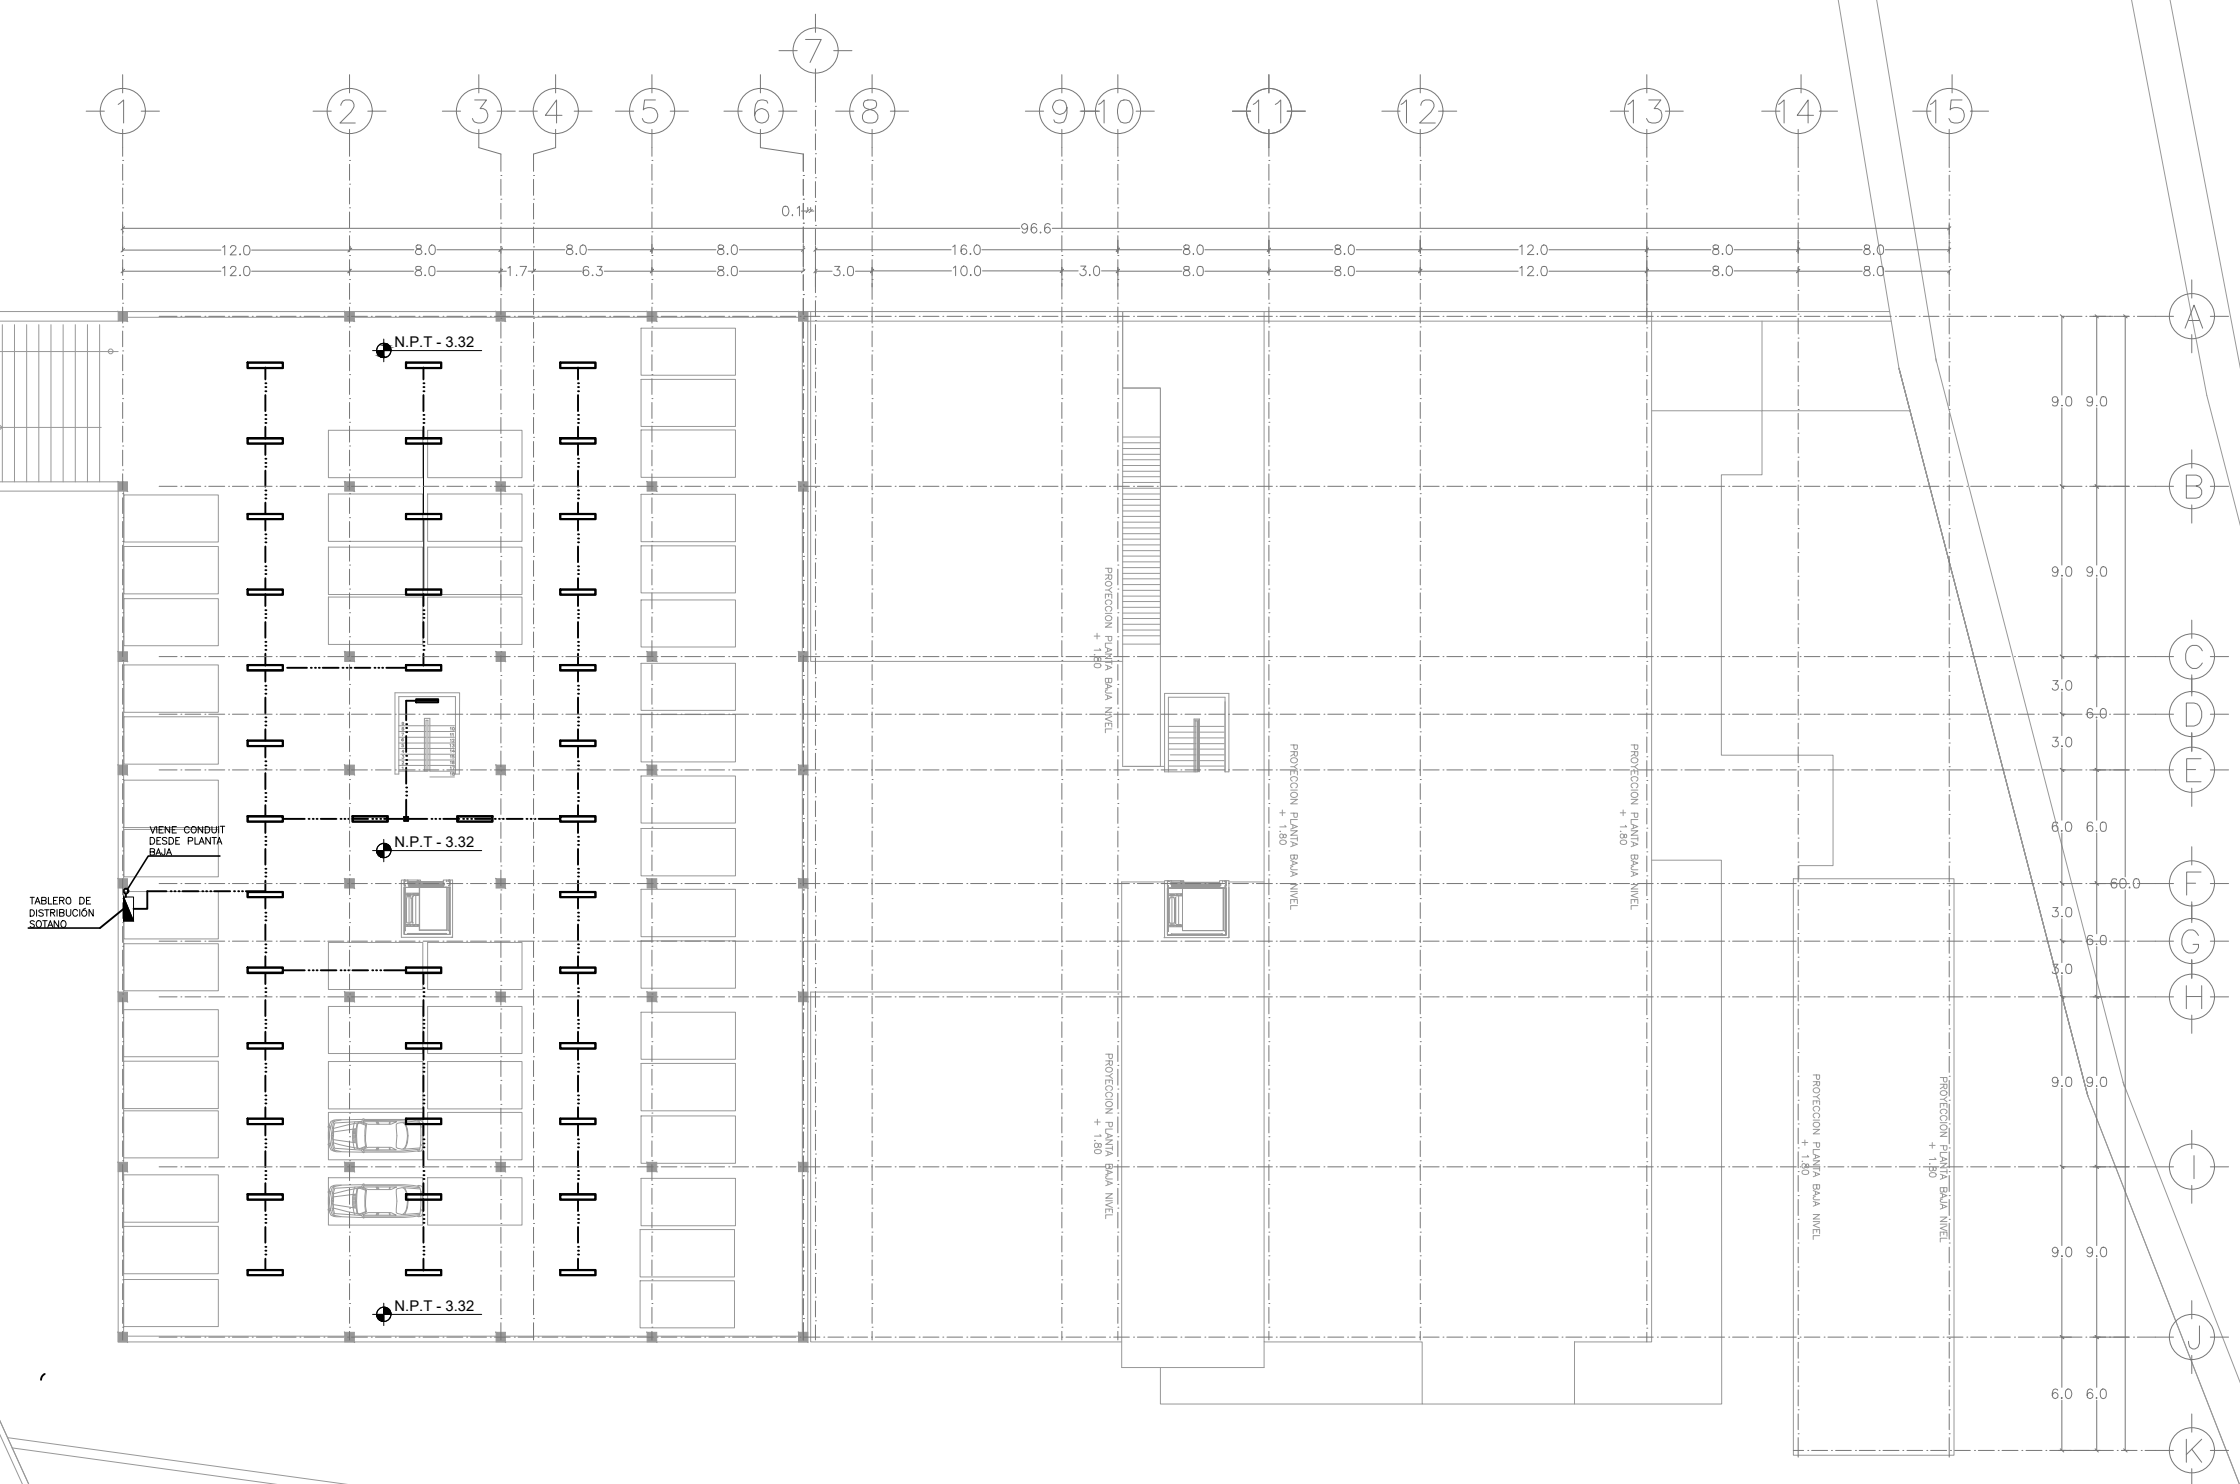 7
1
2
3
4
5
6
8
9
10
11
12
13
14
15
0.1
96.6
12.0
8.0
8.0
8.0
16.0
8.0
8.0
12.0
8.0
8.0
12.0
8.0
1.7
6.3
8.0
3.0
10.0
3.0
8.0
8.0
12.0
8.0
8.0
A
N.P.T - 3.32
9.0
9.0
B
9.0
9.0
PROYECCION PLANTA BAJA NIVEL
+ 1.80
C
3.0
6.0
D
3.0
E
PROYECCION PLANTA BAJA NIVEL
+ 1.80
PROYECCION PLANTA BAJA NIVEL
+ 1.80
6.0
6.0
VIENE CONDUIT
DESDE PLANTA
BAJA
N.P.T - 3.32
60.0
F
TABLERO DE
DISTRIBUCIÓN
SOTANO
3.0
6.0
G
3.0
H
9.0
9.0
PROYECCION PLANTA BAJA NIVEL
+ 1.80
PROYECCION PLANTA BAJA NIVEL
+ 1.80
PROYECCION PLANTA BAJA NIVEL
+ 1.80
I
9.0
9.0
N.P.T - 3.32
J
6.0
6.0
K